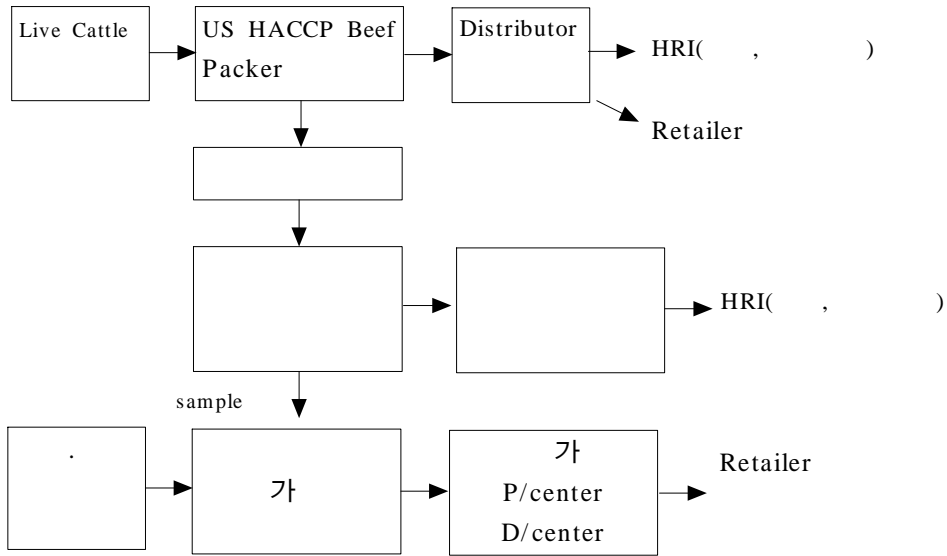 Live Cattle
US HACCP Beef
Packer
Distributor
HRI( , )
Retailer
HRI( , )
sample
.
가
가
P/center
D/center
Retailer